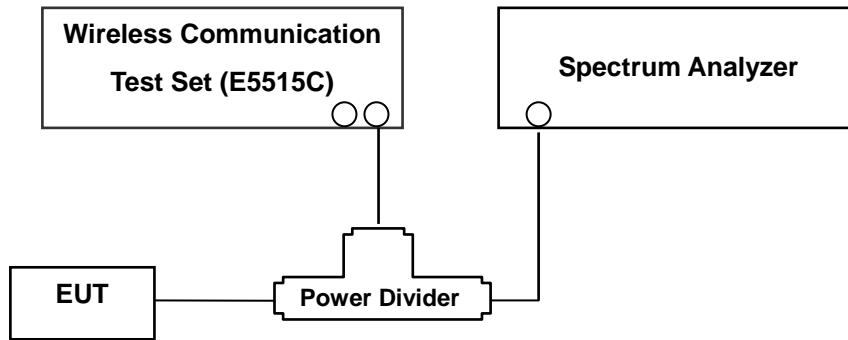 Wireless Communication
Test Set (E5515C)
Spectrum Analyzer
EUT
Power Divider